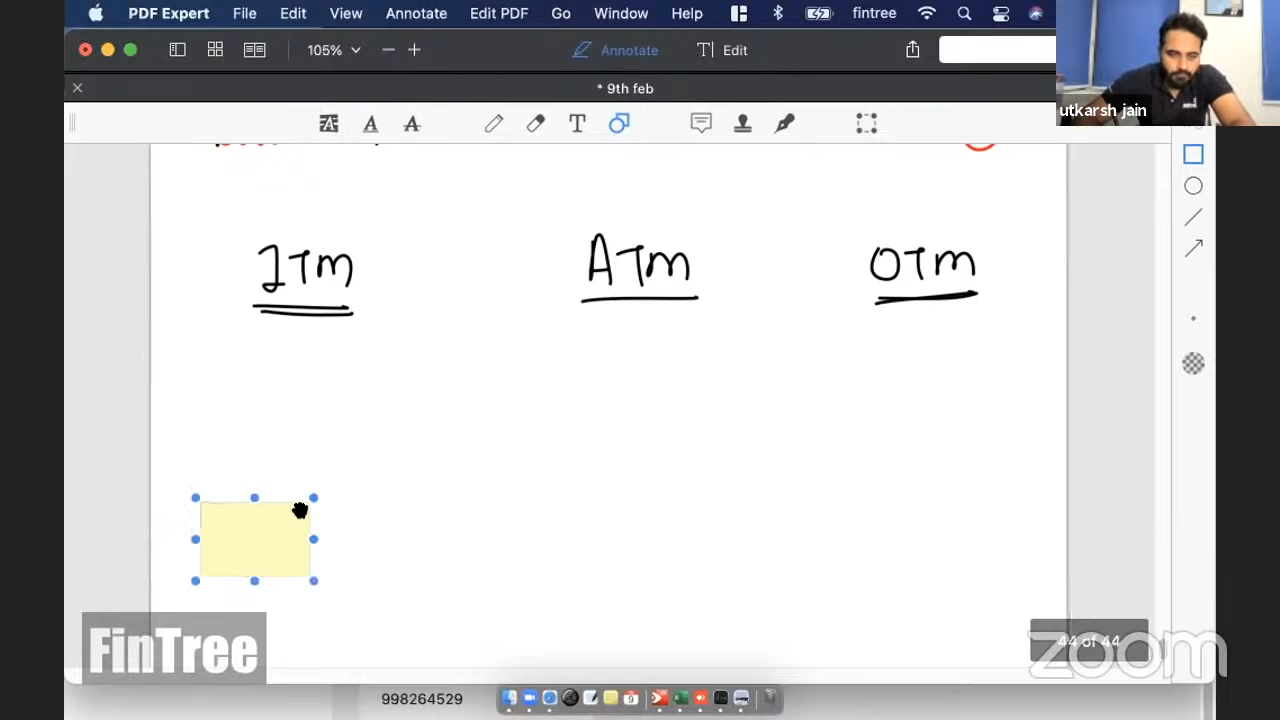 PDF Expert File Edit View Annotate Edit PDF Go Window Help fintree
105% Annotate T Edit
* 9th feb
utkarsh jain
ITm ATm OTm
FinTree
44 of 44
zoom
998264529